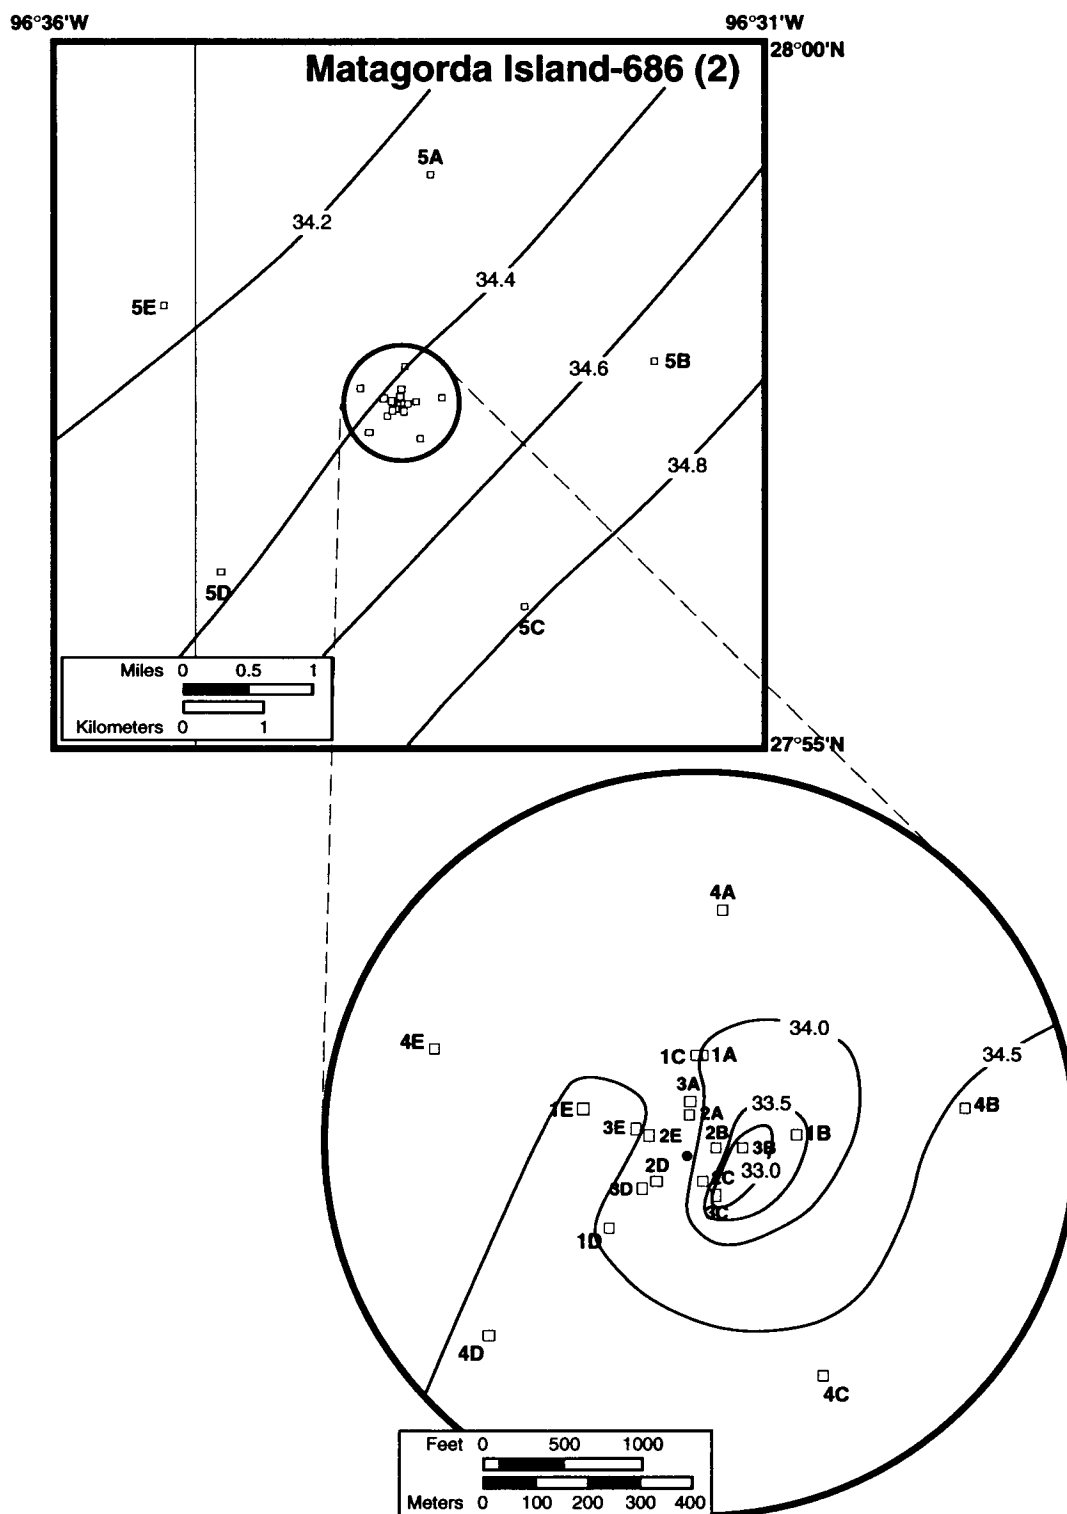 96°36'W 96°31'W
28°00'N
Matagorda Island-686 (2)
5A
34.2
34.4
5E
34.6
5B
34.8
5D
5C
Miles 0 0.5 1
Kilometers 0 1
27°55'N
4A
34.0
4E
1C 1A
34.5
3A
33.5
1E
2A
4B
3E
2E
2B
1B
3B
2D
33.0
3D
2C
3C
1D
4D
4C
Feet 0 500 1000
Meters 0 100 200 300 400